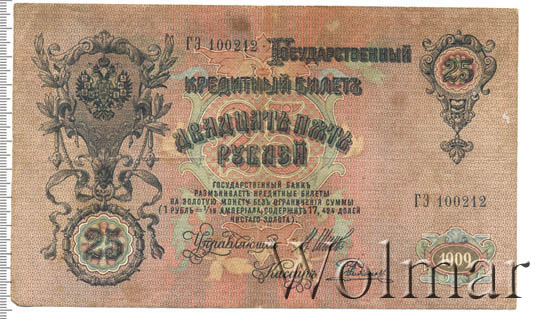 ГЭ 100212
Государственный
Кредитный Билетъ
25
Двадцать пять
Рублей
Государственный Банкъ
размѣниваетъ кредитные билеты
на золотую монету безъ ограниченія суммы
(1 рубль = 1/15 империала, содержитъ 17,424 долей
чистаго золота).
ГЭ 100212
25
Управляющій
Кассиръ
1909
Wolmar